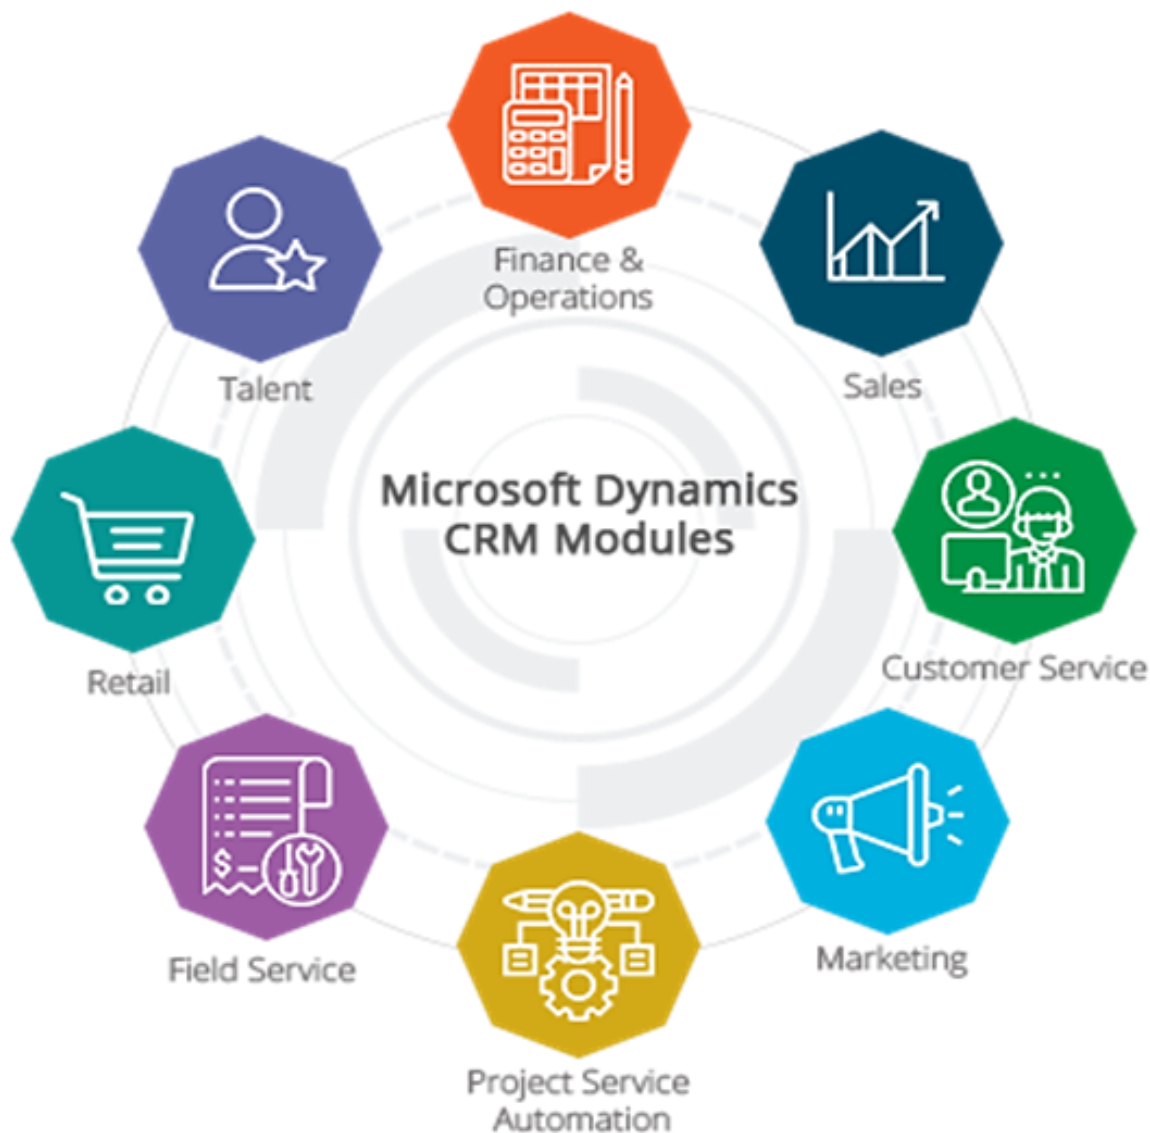 Finance &
Operations
Sales
Talent
Microsoft Dynamics
CRM Modules
Customer Service
Retail
Marketing
Field Service
$
Project Service
Automation